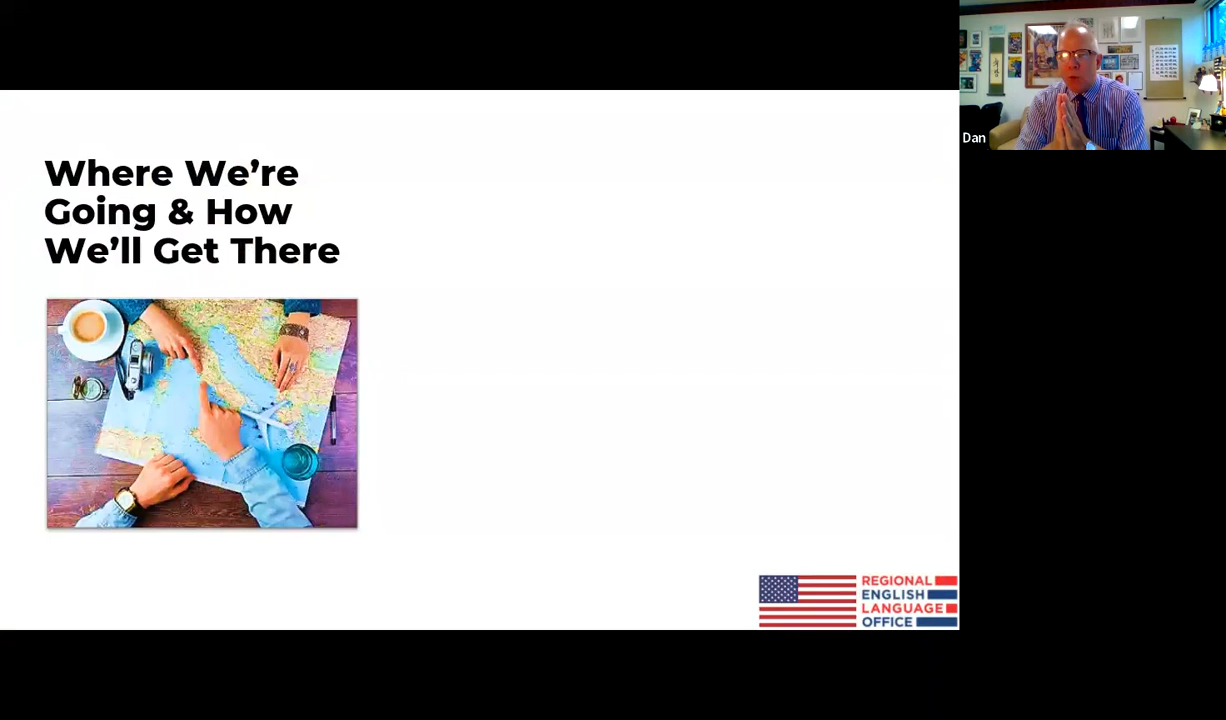 Where We’re
Going & How
We’ll Get There
Dan
REGIONAL
ENGLISH
LANGUAGE
OFFICE